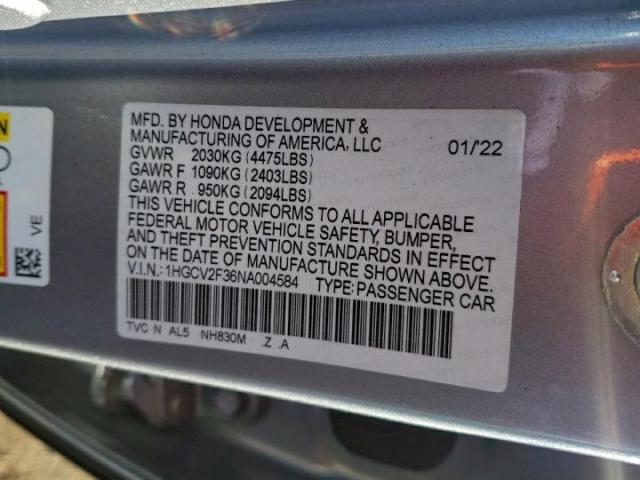 MFD. BY HONDA DEVELOPMENT &
MANUFACTURING OF AMERICA, LLC 01/'22
GVWR 2030KG (4475LBS)
GAWR F 1090KG (2403LBS)
GAWR R 950KG (2094LBS)
THIS VEHICLE CONFORMS TO ALL APPLICABLE
FEDERAL MOTOR VEHICLE SAFETY, BUMPER,
AND THEFT PREVENTION STANDARDS IN EFFECT
ON THE DATE OF MANUFACTURE SHOWN ABOVE.
V.I.N.: 1HGCV2F36NA004584 TYPE: PASSENGER CAR
TVC N AL5 NH830M .Z .A
VE